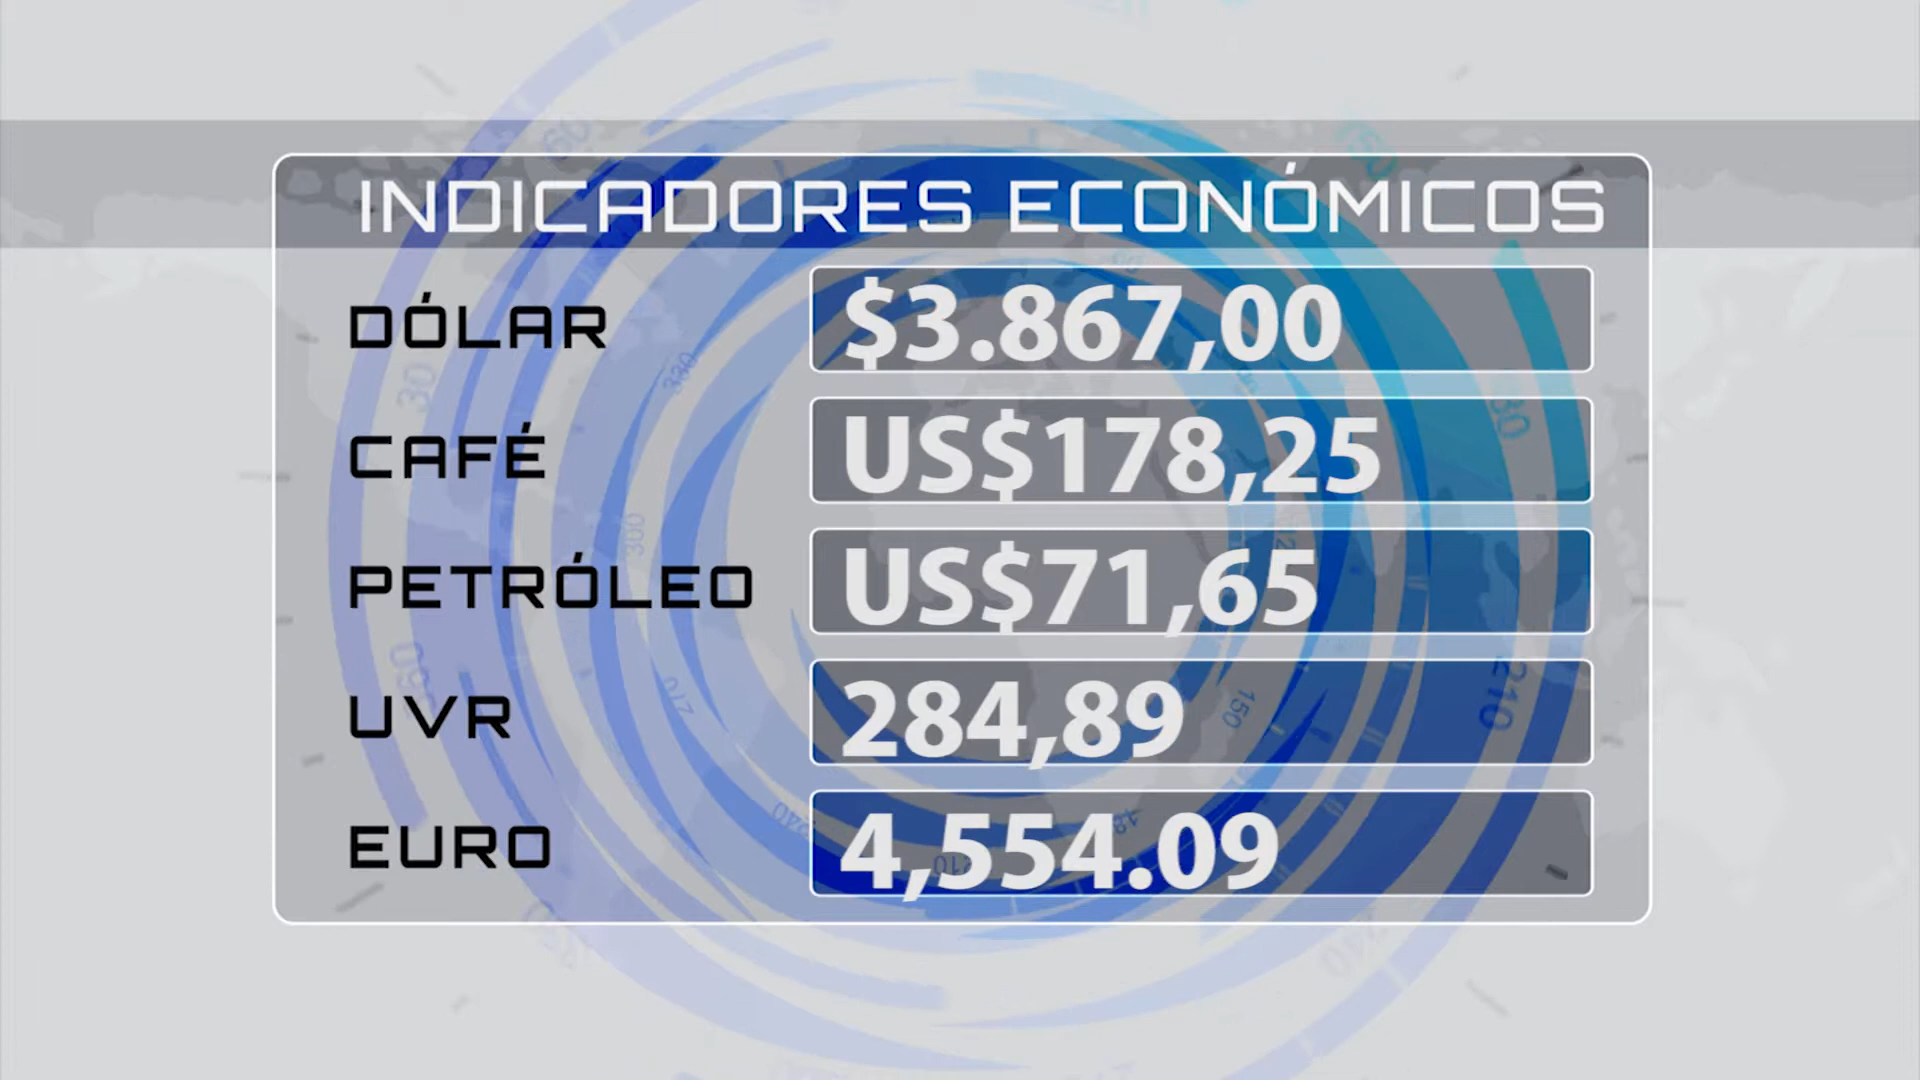 INDICADORES ECONÓMICOS
DÓLAR $3.867,00
CAFÉ US$178,25
PETRÓLEO US$71,65
UVR 284,89
EURO 4,554.09